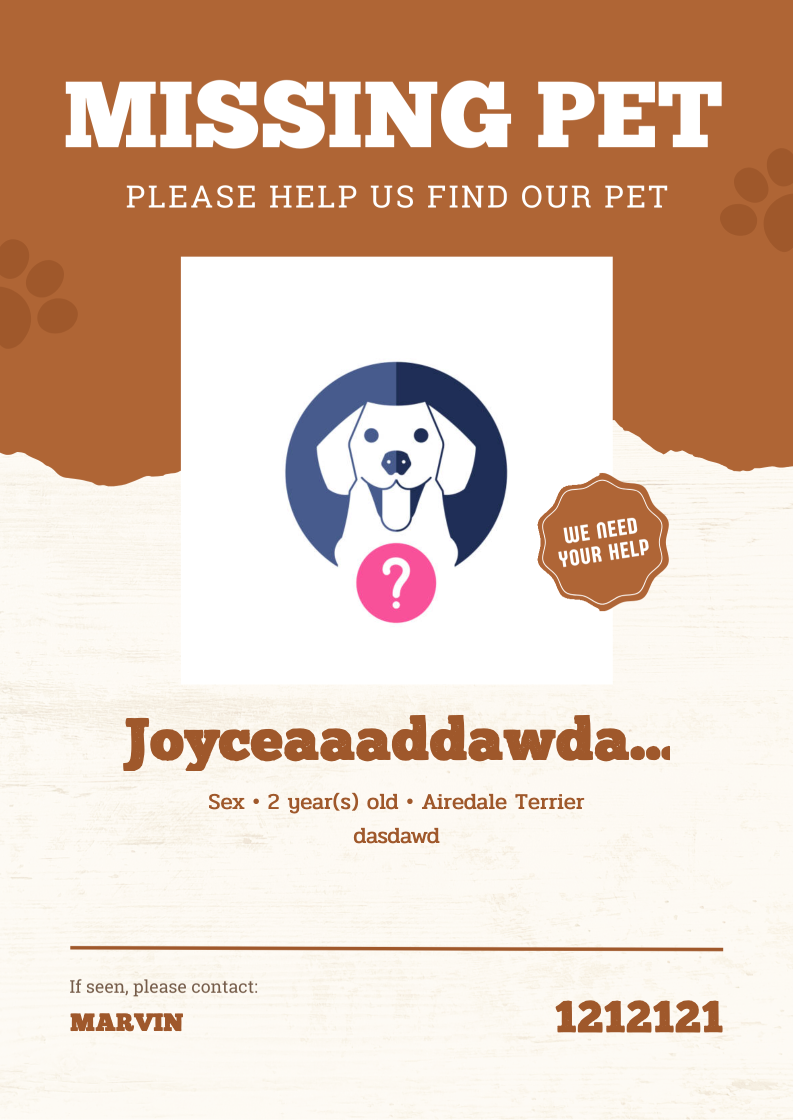 MISSING PET
PLEASE HELP US FIND OUR PET
?
WE NEED
YOUR HELP
Joyceaaaddawda...
Sex • 2 year(s) old • Airedale Terrier
dasdawd
If seen, please contact:
MARVIN
1212121